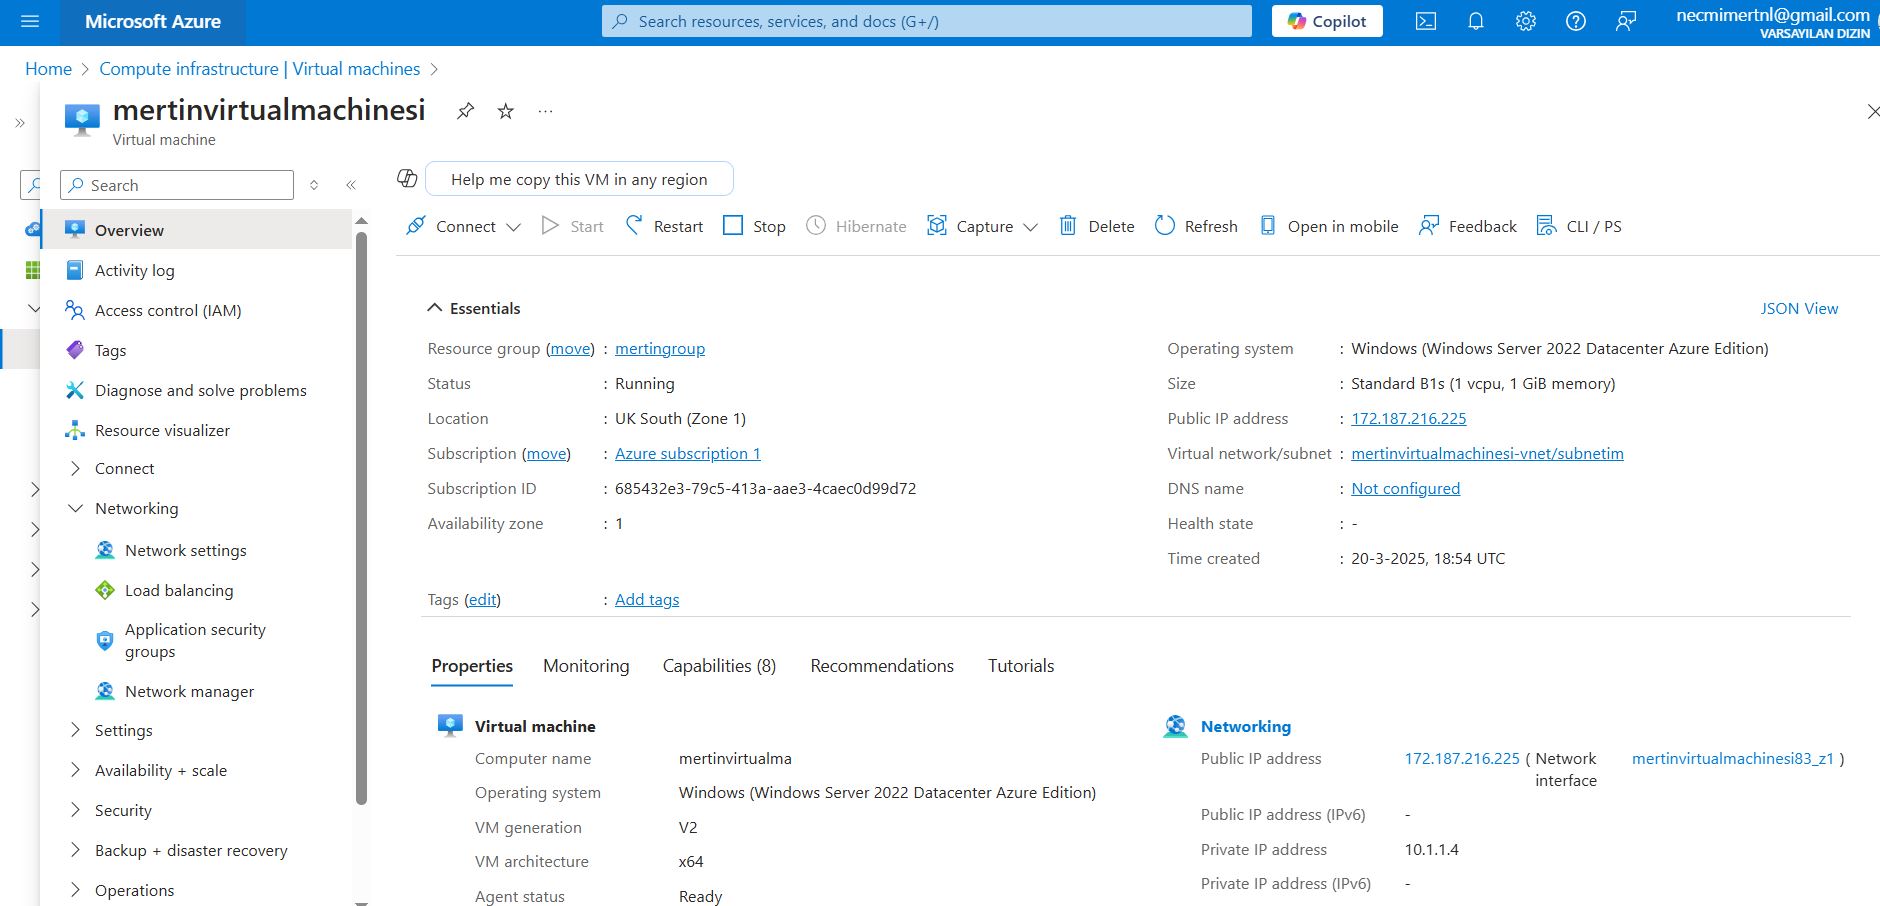 Microsoft Azure
Search resources, services, and docs (G+/)
Copilot
necmimertnl@gmail.com
VARSAYILAN DIZIN
Home > Compute infrastructure | Virtual machines >
mertinvirtualmachinesi
Virtual machine
Search
Overview
Activity log
Access control (IAM)
Tags
Diagnose and solve problems
Resource visualizer
Connect
Networking
Network settings
Load balancing
Application security
groups
Network manager
Settings
Availability + scale
Security
Backup + disaster recovery
Operations
Help me copy this VM in any region
Connect Start Restart Stop Hibernate Capture Delete Refresh Open in mobile Feedback CLI / PS
Essentials
JSON View
Resource group (move) : mertingroup
Status : Running
Location : UK South (Zone 1)
Subscription (move) : Azure subscription 1
Subscription ID : 685432e3-79c5-413a-aae3-4caec0d99d72
Availability zone : 1
Operating system : Windows (Windows Server 2022 Datacenter Azure Edition)
Size : Standard B1s (1 vcpu, 1 GiB memory)
Public IP address : 172.187.216.225
Virtual network/subnet : mertinvirtualmachinesi-vnet/subnetim
DNS name : Not configured
Health state : -
Time created : 20-3-2025, 18:54 UTC
Tags (edit) : Add tags
Properties Monitoring Capabilities (8) Recommendations Tutorials
Virtual machine
Computer name mertinvirtualma
Operating system Windows (Windows Server 2022 Datacenter Azure Edition)
VM generation V2
VM architecture x64
Agent status Ready
Networking
Public IP address 172.187.216.225 ( Network interface mertinvirtualmachinesi83_z1 )
Public IP address (IPv6) -
Private IP address 10.1.1.4
Private IP address (IPv6) -